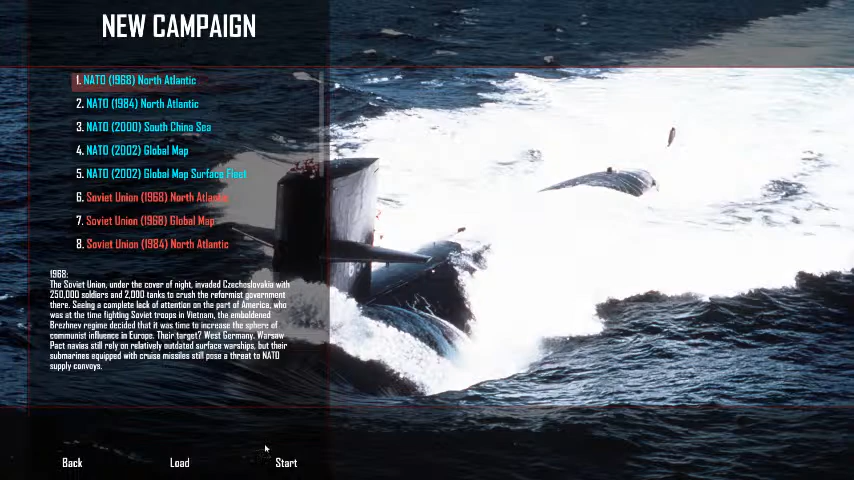 NEW CAMPAIGN
1. NATO (1968) North Atlantic
2. NATO (1984) North Atlantic
3. NATO (2000) South China Sea
4. NATO (2002) Global Map
5. NATO (2002) Global Map Surface Fleet
6. Soviet Union (1968) North Atlantic
7. Soviet Union (1968) Global Map
8. Soviet Union (1984) North Atlantic
1968:
The Soviet Union, under the cover of night, invaded Czechoslovakia with
250,000 soldiers and 2,000 tanks to crush the reformist government
there. Seeing a complete lack of attention on the part of America, who
was at the time fighting Soviet troops in Vietnam, the emboldened
Brezhnev regime decided that it was time to increase the sphere of
communist influence in Europe. Their target? West Germany. Warsaw
Pact navies still rely on relatively outdated surface warships, but their
submarines equipped with cruise missiles still pose a threat to NATO
supply convoys.
Back
Load
Start